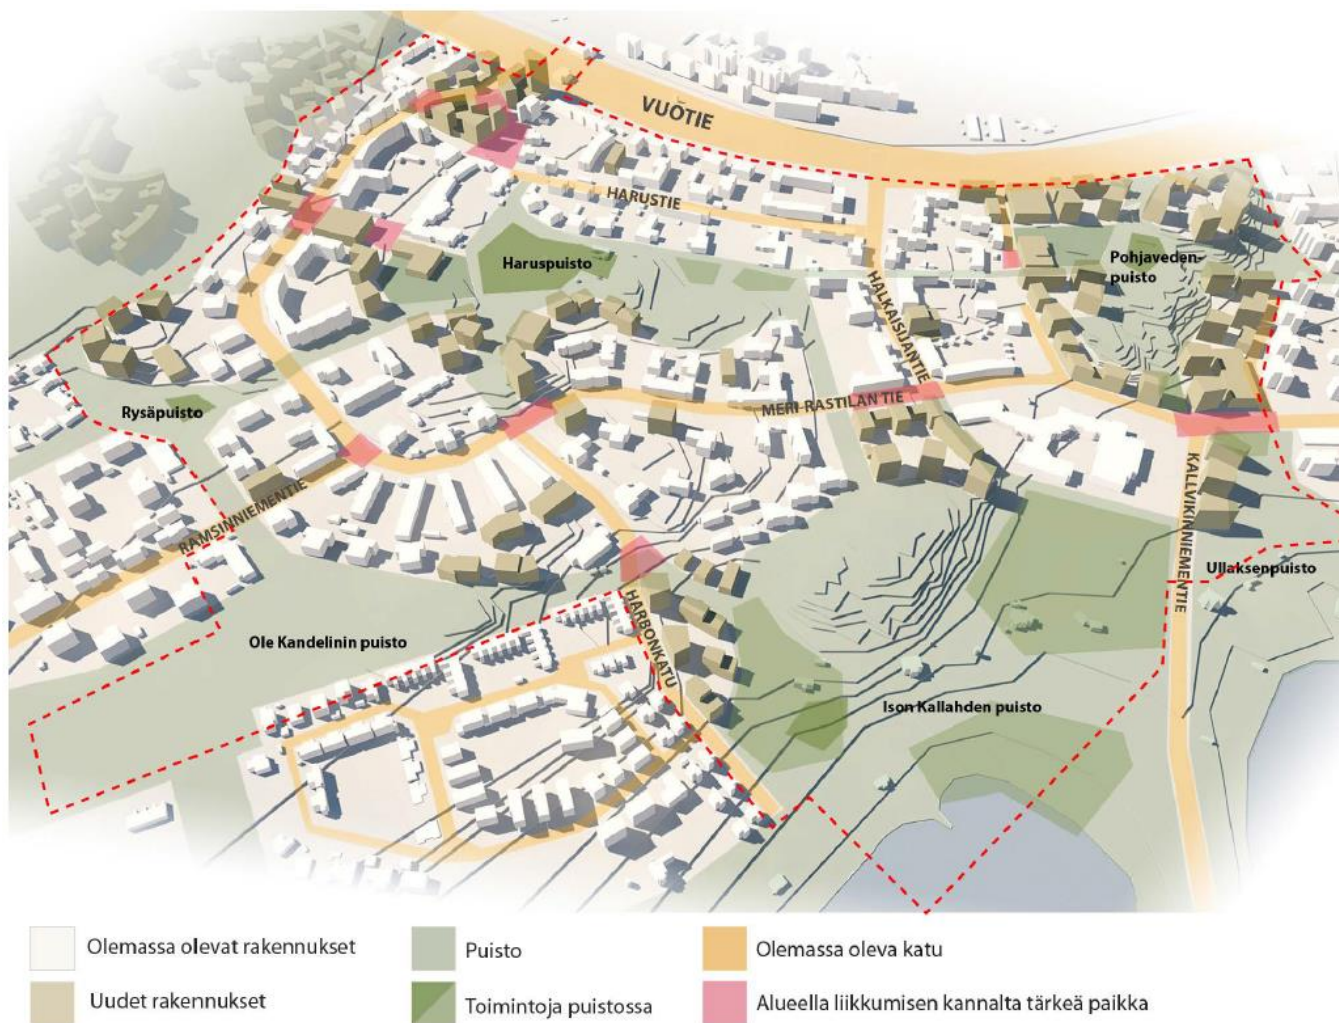 VUOTIE
HARUSTIE
Haruspuisto
Pohjaveden-
puisto
HALKAISIJANTIE
MERI-RASTILAN TIE
Rysäpuisto
RAMSINNIEMENTIE
KALLVIKINNIEMENTIE
Ullaksenpuisto
HARBONKATU
Ole Kandelinin puisto
Ison Kallahden puisto
Olemassa olevat rakennukset
Puisto
Olemassa oleva katu
Uudet rakennukset
Toimintoja puistossa
Alueella liikkumisen kannalta tärkeä paikka